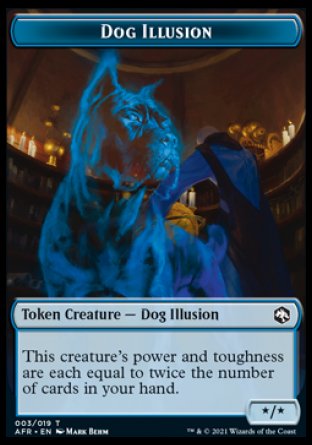 Dog Illusion
Token Creature — Dog Illusion
This creature's power and toughness
are each equal to twice the number
of cards in your hand.
*/*
003/019 T
AFR • EN Mark Behm
™ & © 2021 Wizards of the Coast